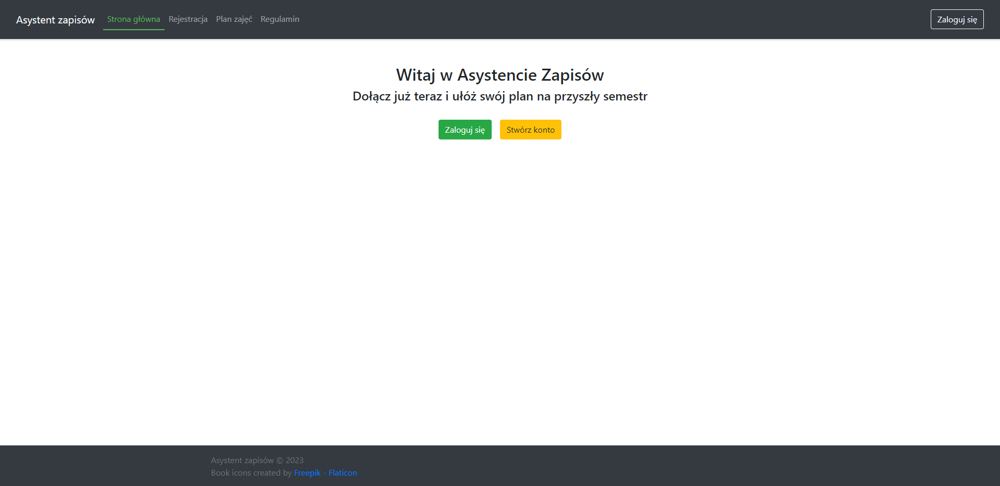 Asystent zapisów Strona główna Rejestracja Plan zajęć Regulamin Zaloguj się
Witaj w Asystencie Zapisów
Dołącz już teraz i ułóż swój plan na przyszły semestr
Zaloguj się Stwórz konto
Asystent zapisów © 2023
Book icons created by Freepik - Flaticon